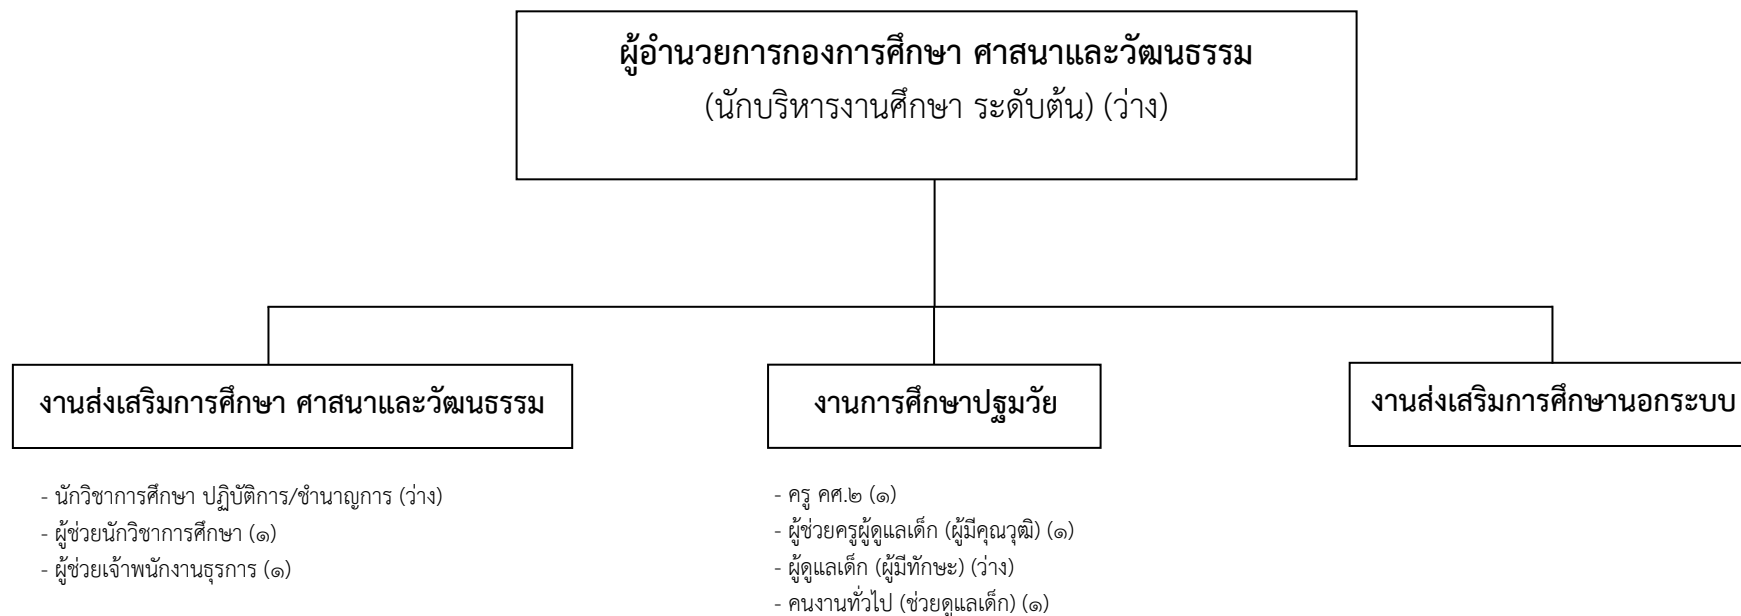 ผู้อำนวยการกองการศึกษา ศาสนาและวัฒนธรรม
(นักบริหารงานศึกษา ระดับต้น) (ว่าง)
งานส่งเสริมการศึกษา ศาสนาและวัฒนธรรม
- นักวิชาการศึกษา ปฏิบัติการ/ชำนาญการ (ว่าง)
- ผู้ช่วยนักวิชาการศึกษา (๑)
- ผู้ช่วยเจ้าพนักงานธุรการ (๑)
งานการศึกษาปฐมวัย
- ครู คศ.๒ (๑)
- ผู้ช่วยครูผู้ดูแลเด็ก (ผู้มีคุณวุฒิ) (๑)
- ผู้ดูแลเด็ก (ผู้มีทักษะ) (ว่าง)
- คนงานทั่วไป (ช่วยดูแลเด็ก) (๑)
งานส่งเสริมการศึกษานอกระบบ